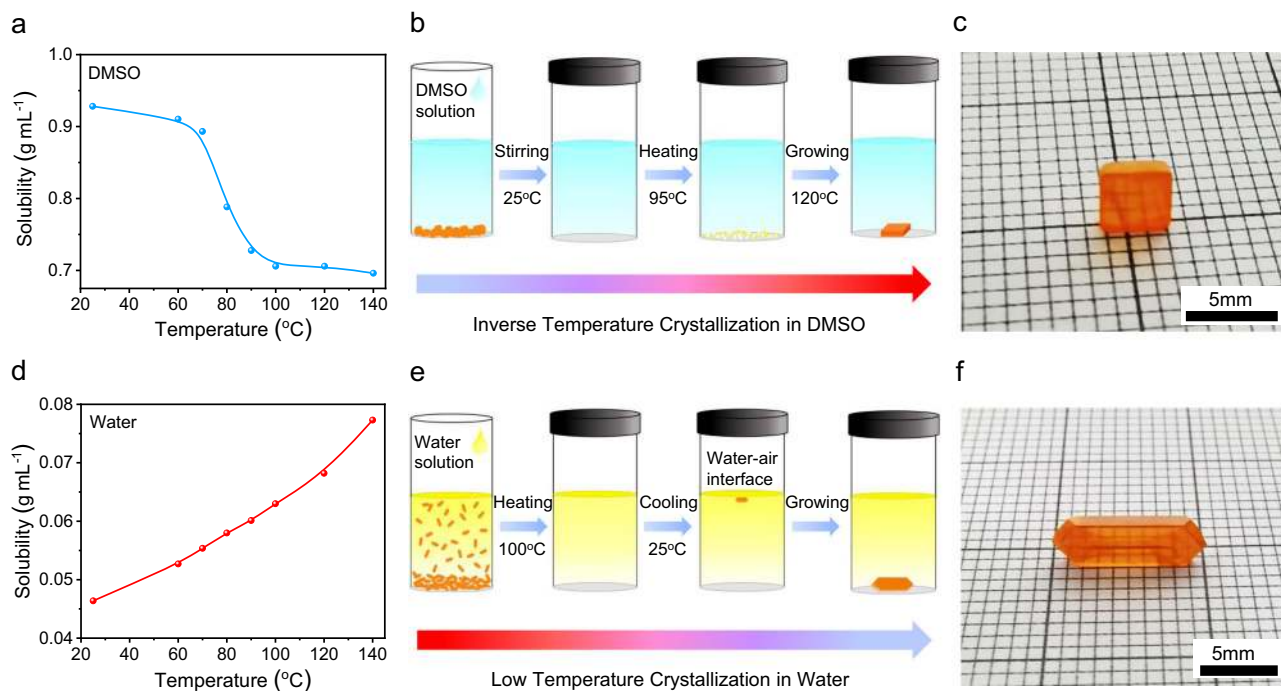 a
DMSO
1.0
0.9
0.8
0.7
Solubility (g mL⁻¹)
20 40 60 80 100 120 140
Temperature (°C)
b
DMSO
solution
Stirring
25°C
Heating
95°C
Growing
120°C
Inverse Temperature Crystallization in DMSO
c
5mm
d
Water
0.08
0.07
0.06
0.05
0.04
Solubility (g mL⁻¹)
20 40 60 80 100 120 140
Temperature (°C)
e
Water
solution
Heating
100°C
Cooling
25°C
Water-air
interface
Growing
Low Temperature Crystallization in Water
f
5mm